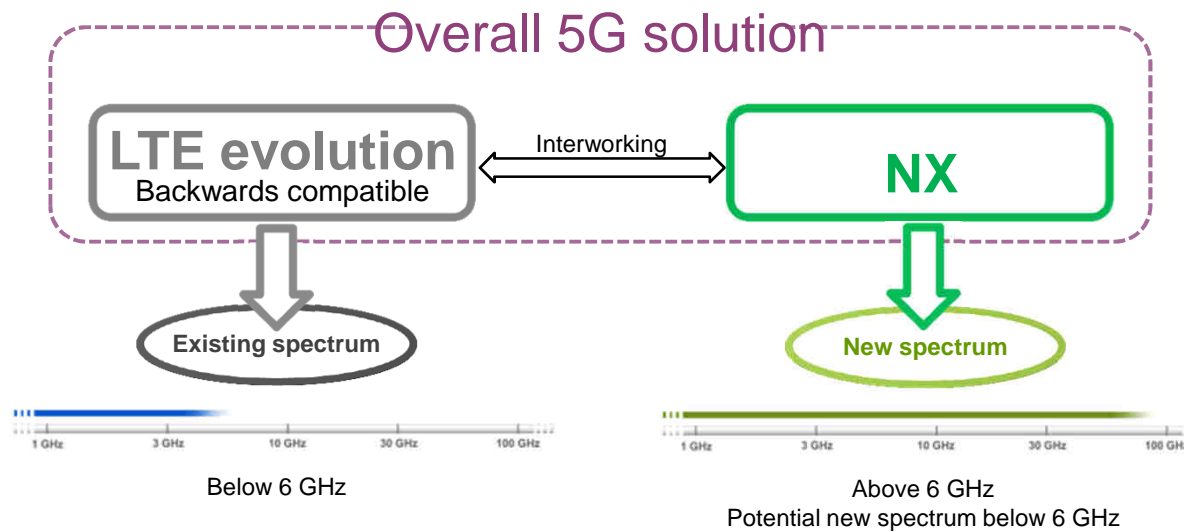 Overall 5G solution
LTE evolution
Backwards compatible
Interworking
NX
Existing spectrum
New spectrum
1 GHz 3 GHz 10 GHz 30 GHz 100 GHz
1 GHz 3 GHz 10 GHz 30 GHz 100 GHz
Below 6 GHz
Above 6 GHz
Potential new spectrum below 6 GHz